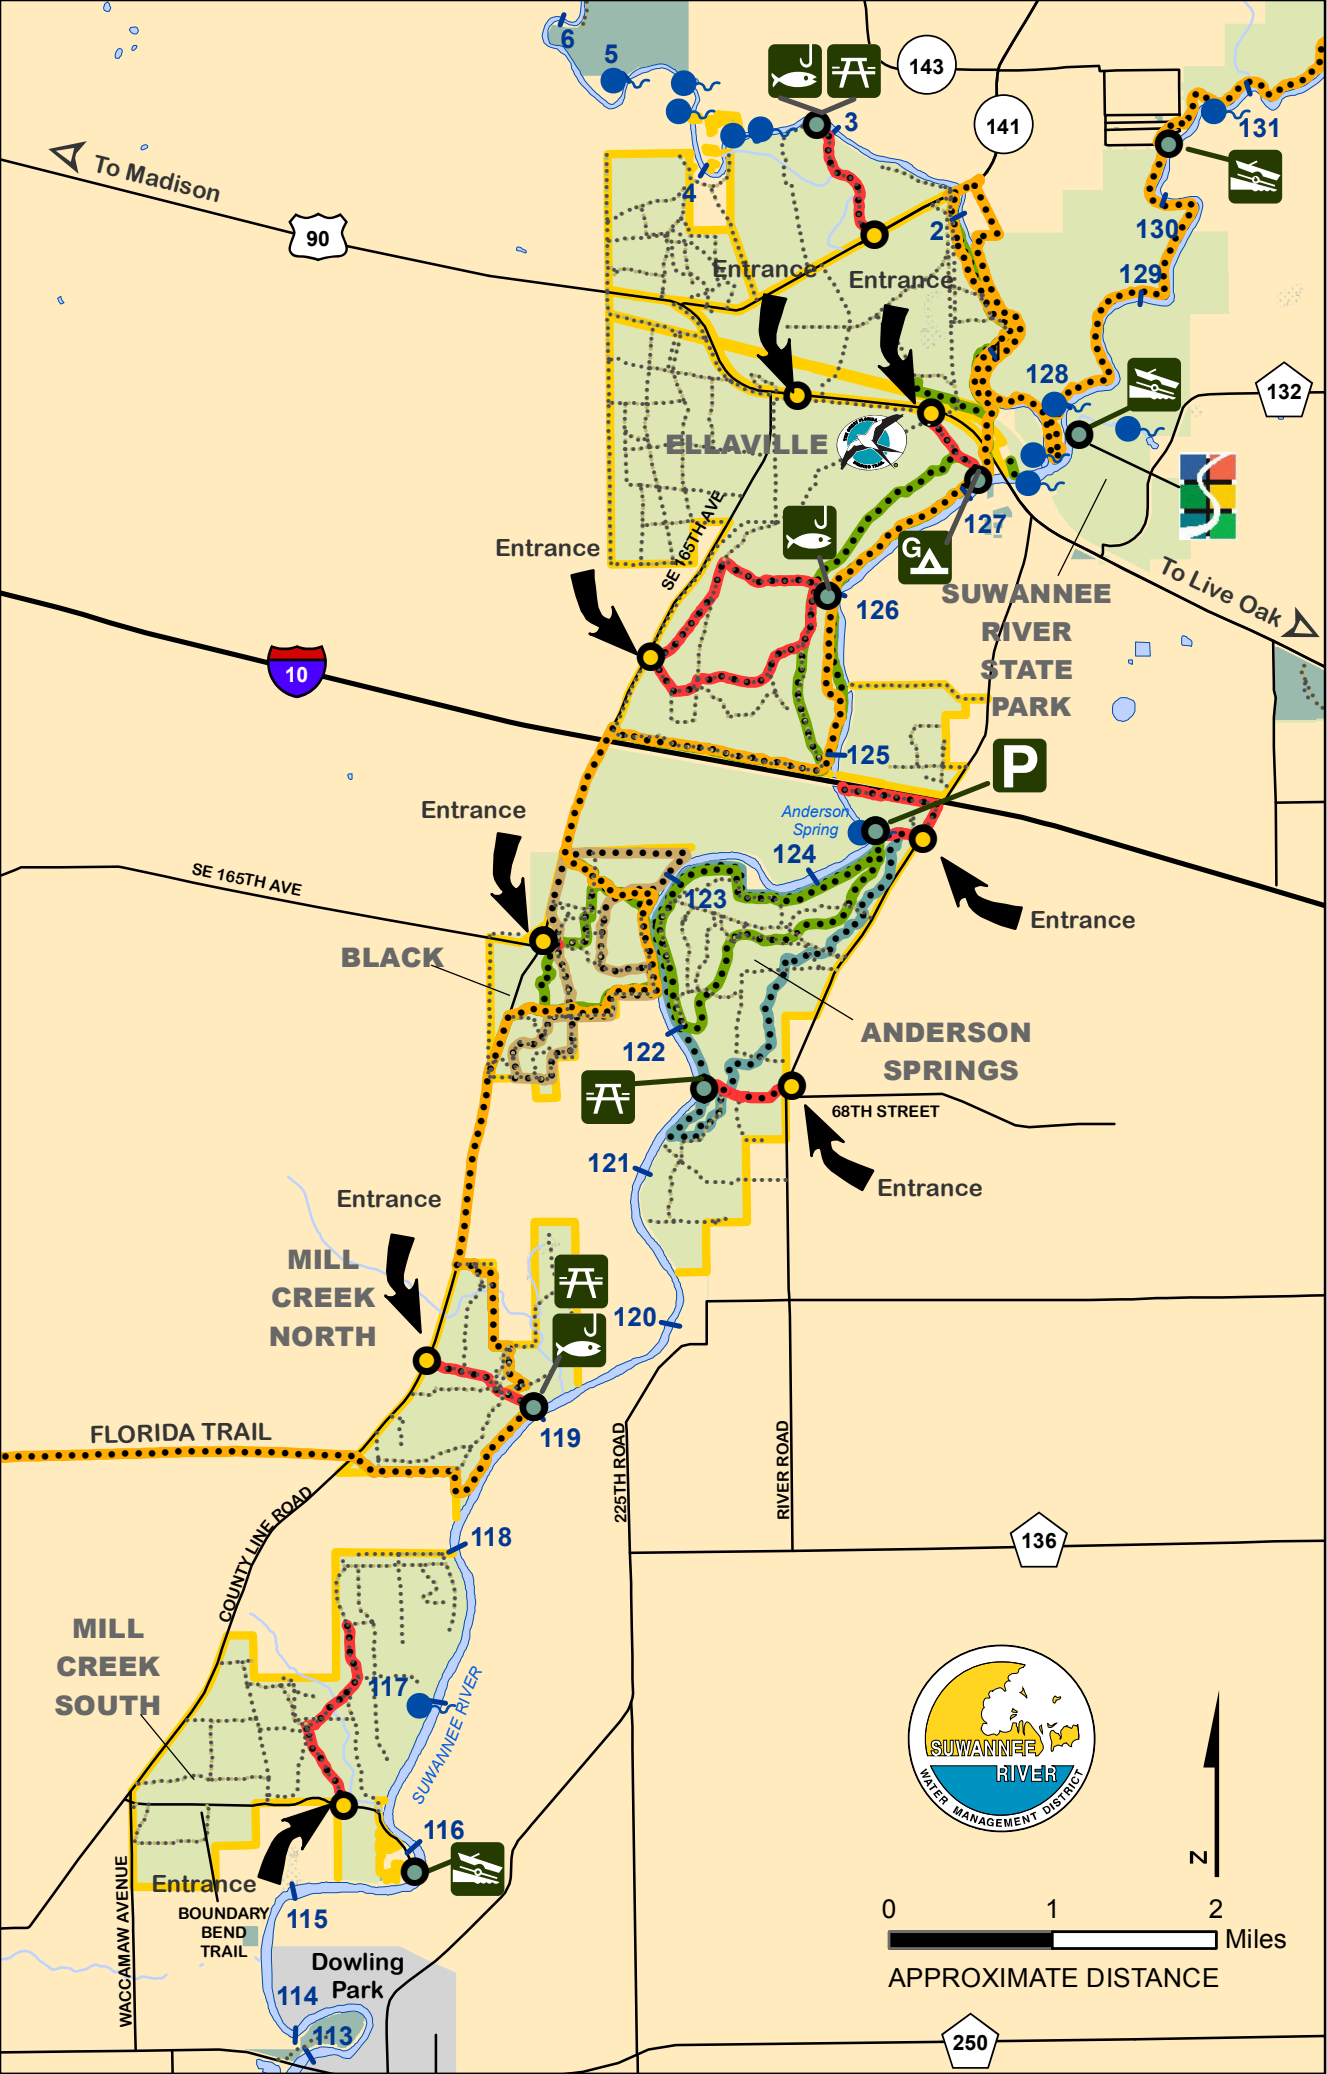 6
5
143
3
141
131
To Madison
4
90
2
130
Entrance
Entrance
129
128
132
ELLAVILLE
127
SE 165TH AVE
Entrance
G
To Live Oak
SUWANNEE
RIVER
STATE
PARK
126
10
125
P
Anderson
Spring
Entrance
124
SE 165TH AVE
123
Entrance
BLACK
ANDERSON
SPRINGS
122
68TH STREET
121
Entrance
Entrance
MILL
CREEK
NORTH
120
119
FLORIDA TRAIL
225TH ROAD
RIVER ROAD
COUNTY LINE ROAD
118
136
MILL
CREEK
SOUTH
117
SUWANNEE RIVER
SUWANNEE
RIVER
WATER MANAGEMENT DISTRICT
116
N
Entrance
BOUNDARY
BEND
TRAIL
115
WACCAMAW AVENUE
0 1 2
Miles
APPROXIMATE DISTANCE
Dowling
Park
114
113
250